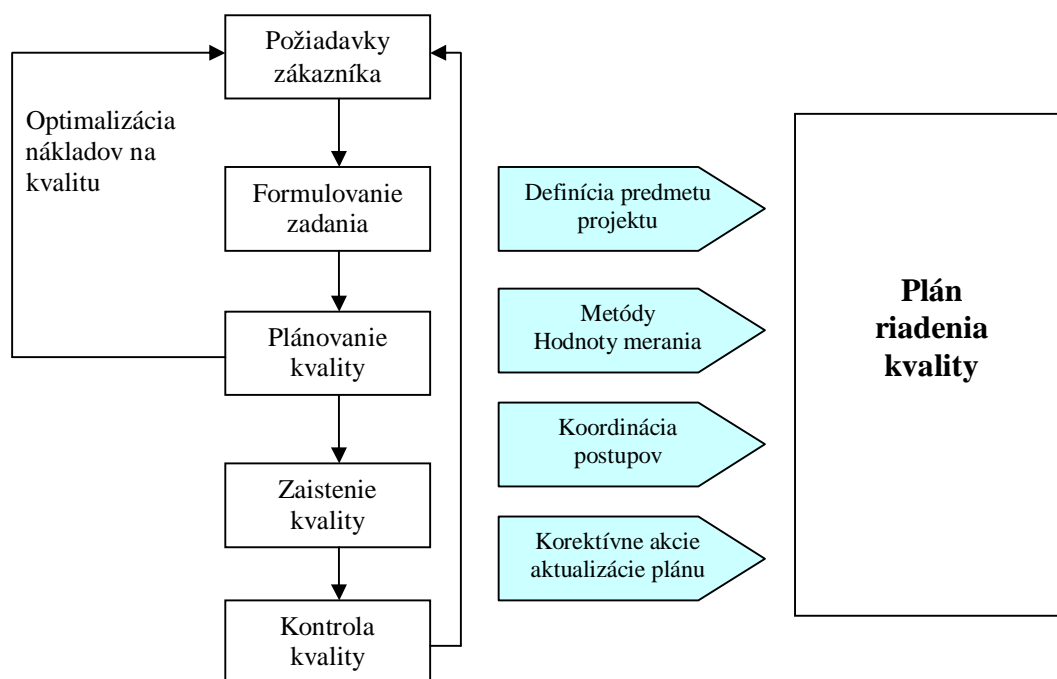 Požiadavky
zákazníka
Optimalizácia
nákladov na
kvalitu
Formulovanie
zadania
Plánovanie
kvality
Zaistenie
kvality
Kontrola
kvality
Definícia predmetu
projektu
Metódy
Hodnoty merania
Koordinácia
postupov
Korektívne akcie
aktualizácie plánu
Plán
riadenia
kvality